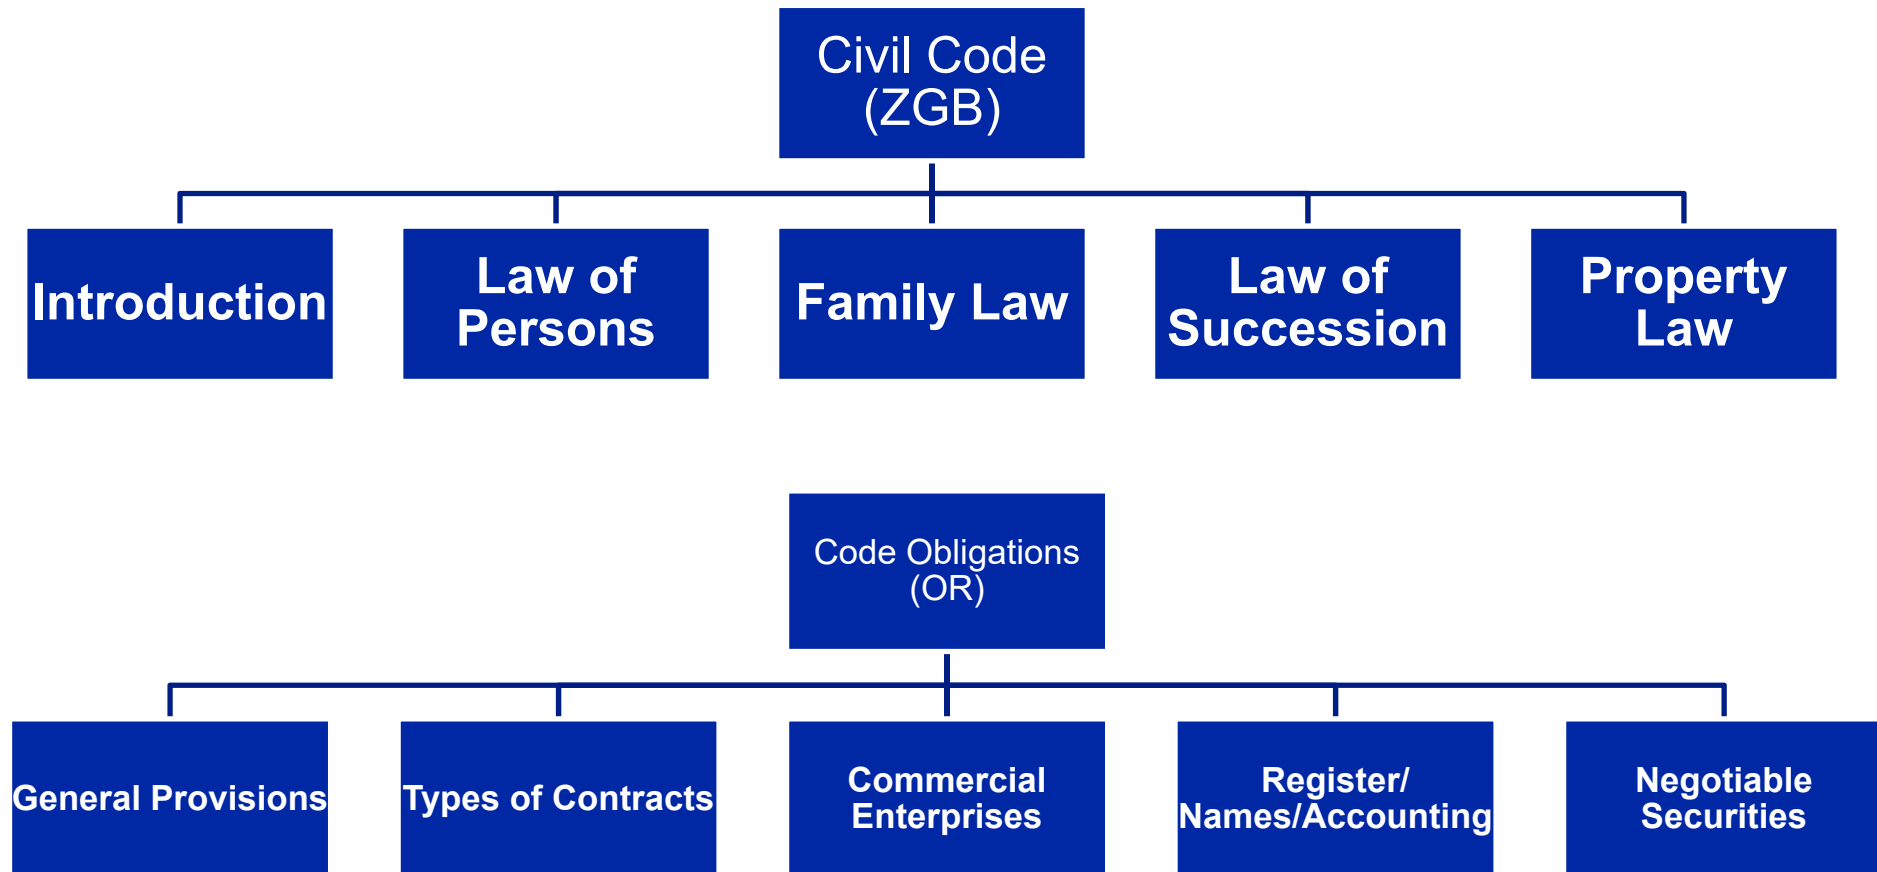 Civil Code
(ZGB)
Introduction
Law of
Persons
Family Law
Law of
Succession
Property
Law
Code Obligations
(OR)
General Provisions
Types of Contracts
Commercial
Enterprises
Register/
Names/Accounting
Negotiable
Securities